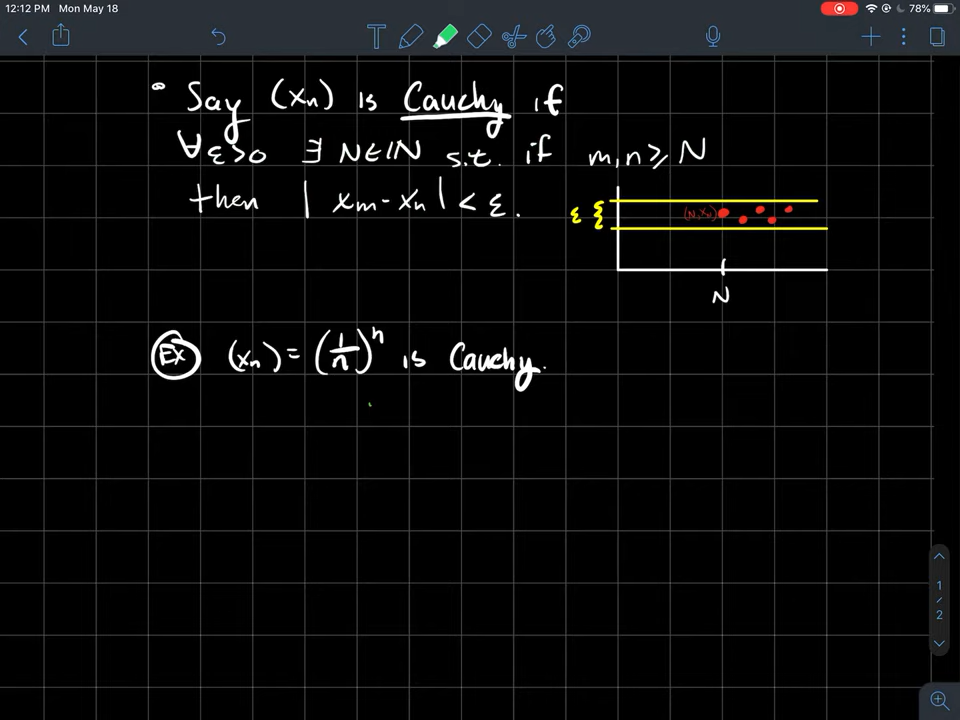 12:12 PM Mon May 18
78%
• Say (xₙ) is Cauchy if
∀ε>0 ∃ N∈ℕ s.t. if m,n ≥ N
then | xₘ - xₙ | < ε.
ε {
(N, xₙ)
N
Ex (xₙ) = (1/n)ⁿ is Cauchy.
1
/
2